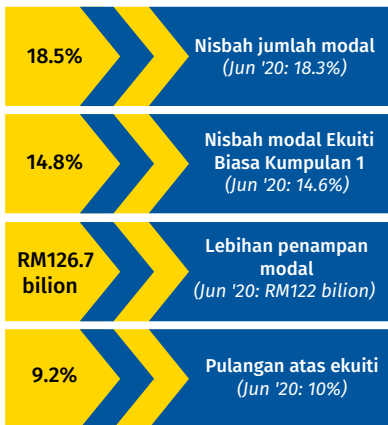 18.5%
Nisbah jumlah modal
(Jun '20: 18.3%)
14.8%
Nisbah modal Ekuiti
Biasa Kumpulan 1
(Jun '20: 14.6%)
RM126.7
bilion
Lebihan penampan
modal
(Jun '20: RM122 bilion)
9.2%
Pulangan atas ekuiti
(Jun '20: 10%)